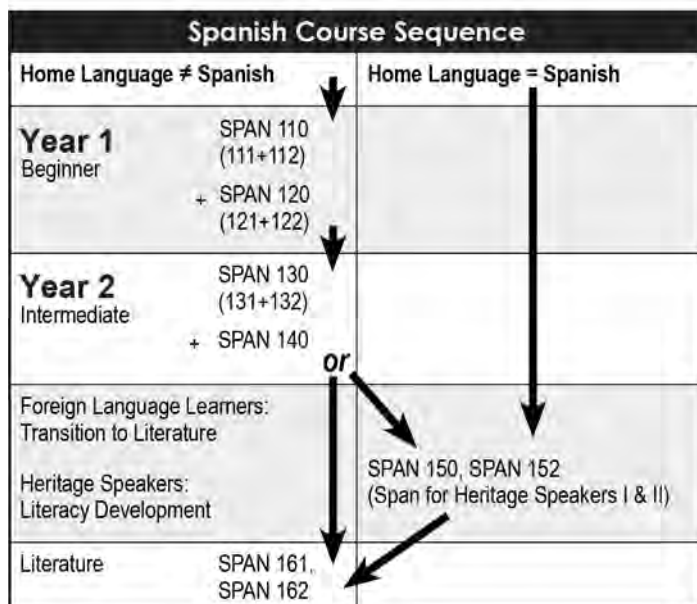 Spanish Course Sequence
Home Language ≠ Spanish
Home Language = Spanish
Year 1
Beginner
SPAN 110
(111+112)
+ SPAN 120
(121+122)
Year 2
Intermediate
SPAN 130
(131+132)
+ SPAN 140
or
Foreign Language Learners:
Transition to Literature
Heritage Speakers:
Literacy Development
SPAN 150, SPAN 152
(Span for Heritage Speakers I & II)
Literature
SPAN 161,
SPAN 162